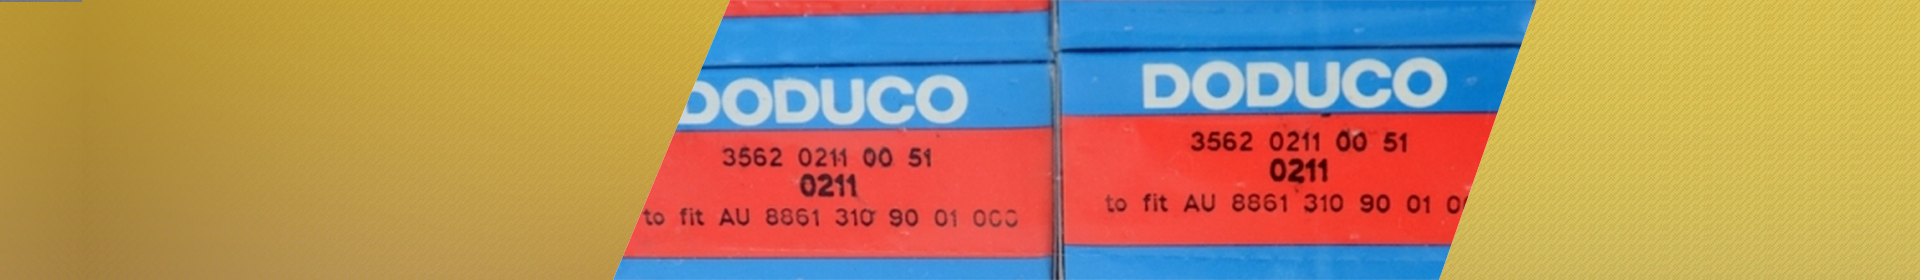 DODUCO
3562 0211 00 51
0211
to fit AU 8861 310 90 01 000
DODUCO
3562 0211 00 51
0211
to fit AU 8861 310 90 01